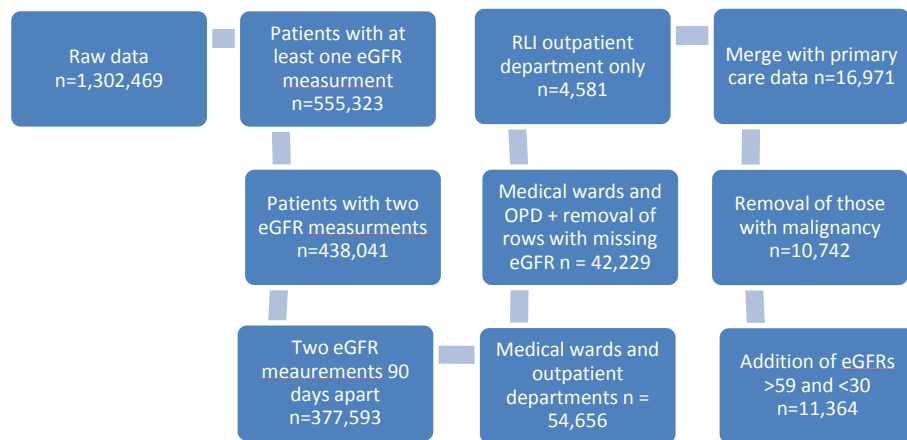 Raw data
n=1,302,469
Patients with at
least one eGFR
measurment
n=555,323
Patients with two
eGFR measurments
n=438,041
Two eGFR
meaurements 90
days apart
n=377,593
Medical wards and
outpatient
departments n =
54,656
Medical wards and
OPD + removal of
rows with missing
eGFR n = 42,229
RLI outpatient
department only
n=4,581
Merge with primary
care data n=16,971
Removal of those
with malignancy
n=10,742
Addition of eGFRs
>59 and <30
n=11,364